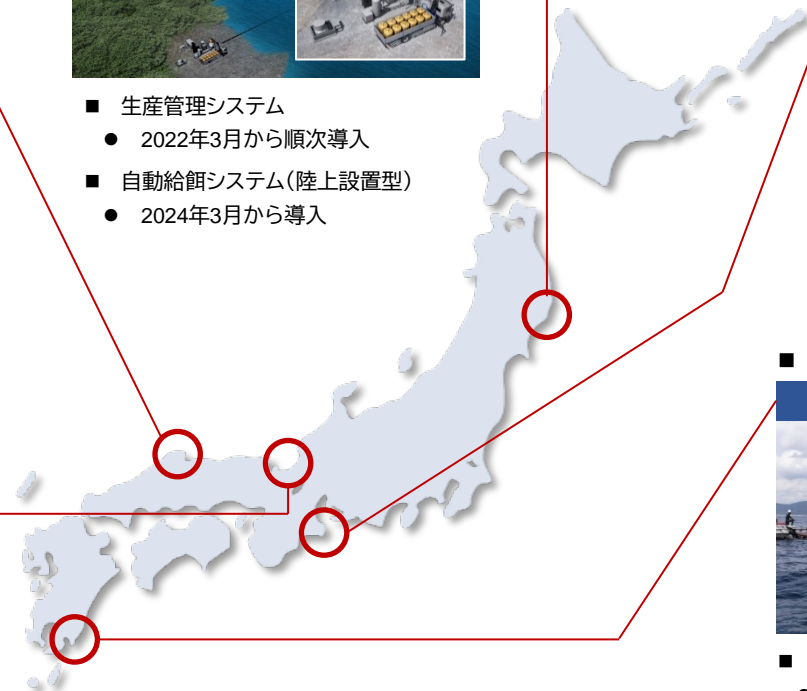 ■ 生産管理システム
● 2022年3月から順次導入
■ 自動給餌システム(陸上設置型)
● 2024年3月から導入